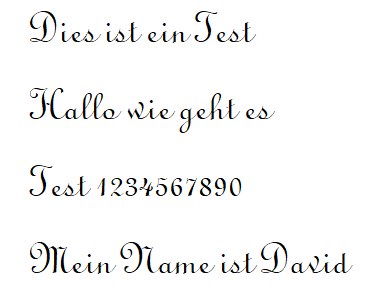 Dies ist ein Test
Hallo wie geht es
Test 1234567890
Mein Name ist David